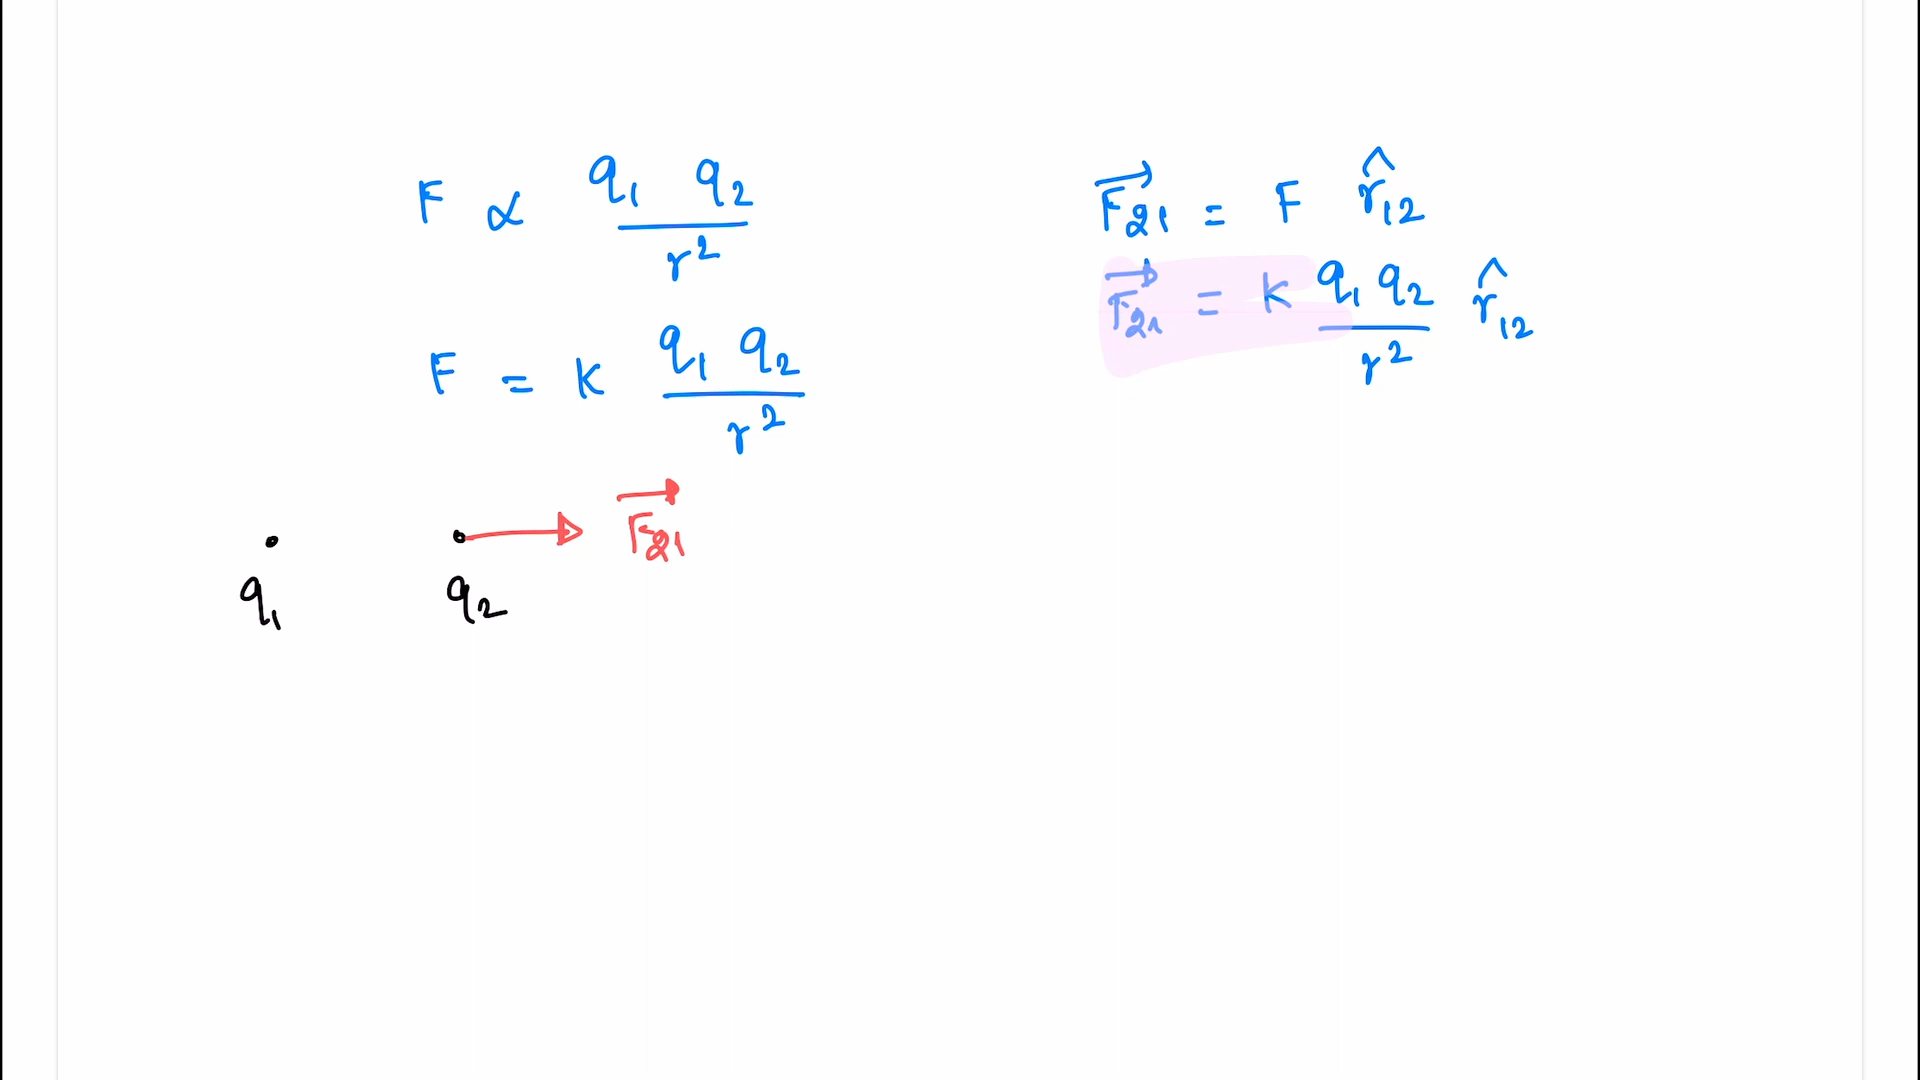 F ∝ q₁ q₂ / r²
F = K q₁ q₂ / r²
F⃗₂₁
q₁ q₂
F⃗₂₁ = F r̂₁₂
F⃗₂₁ = K q₁ q₂ / r² r̂₁₂